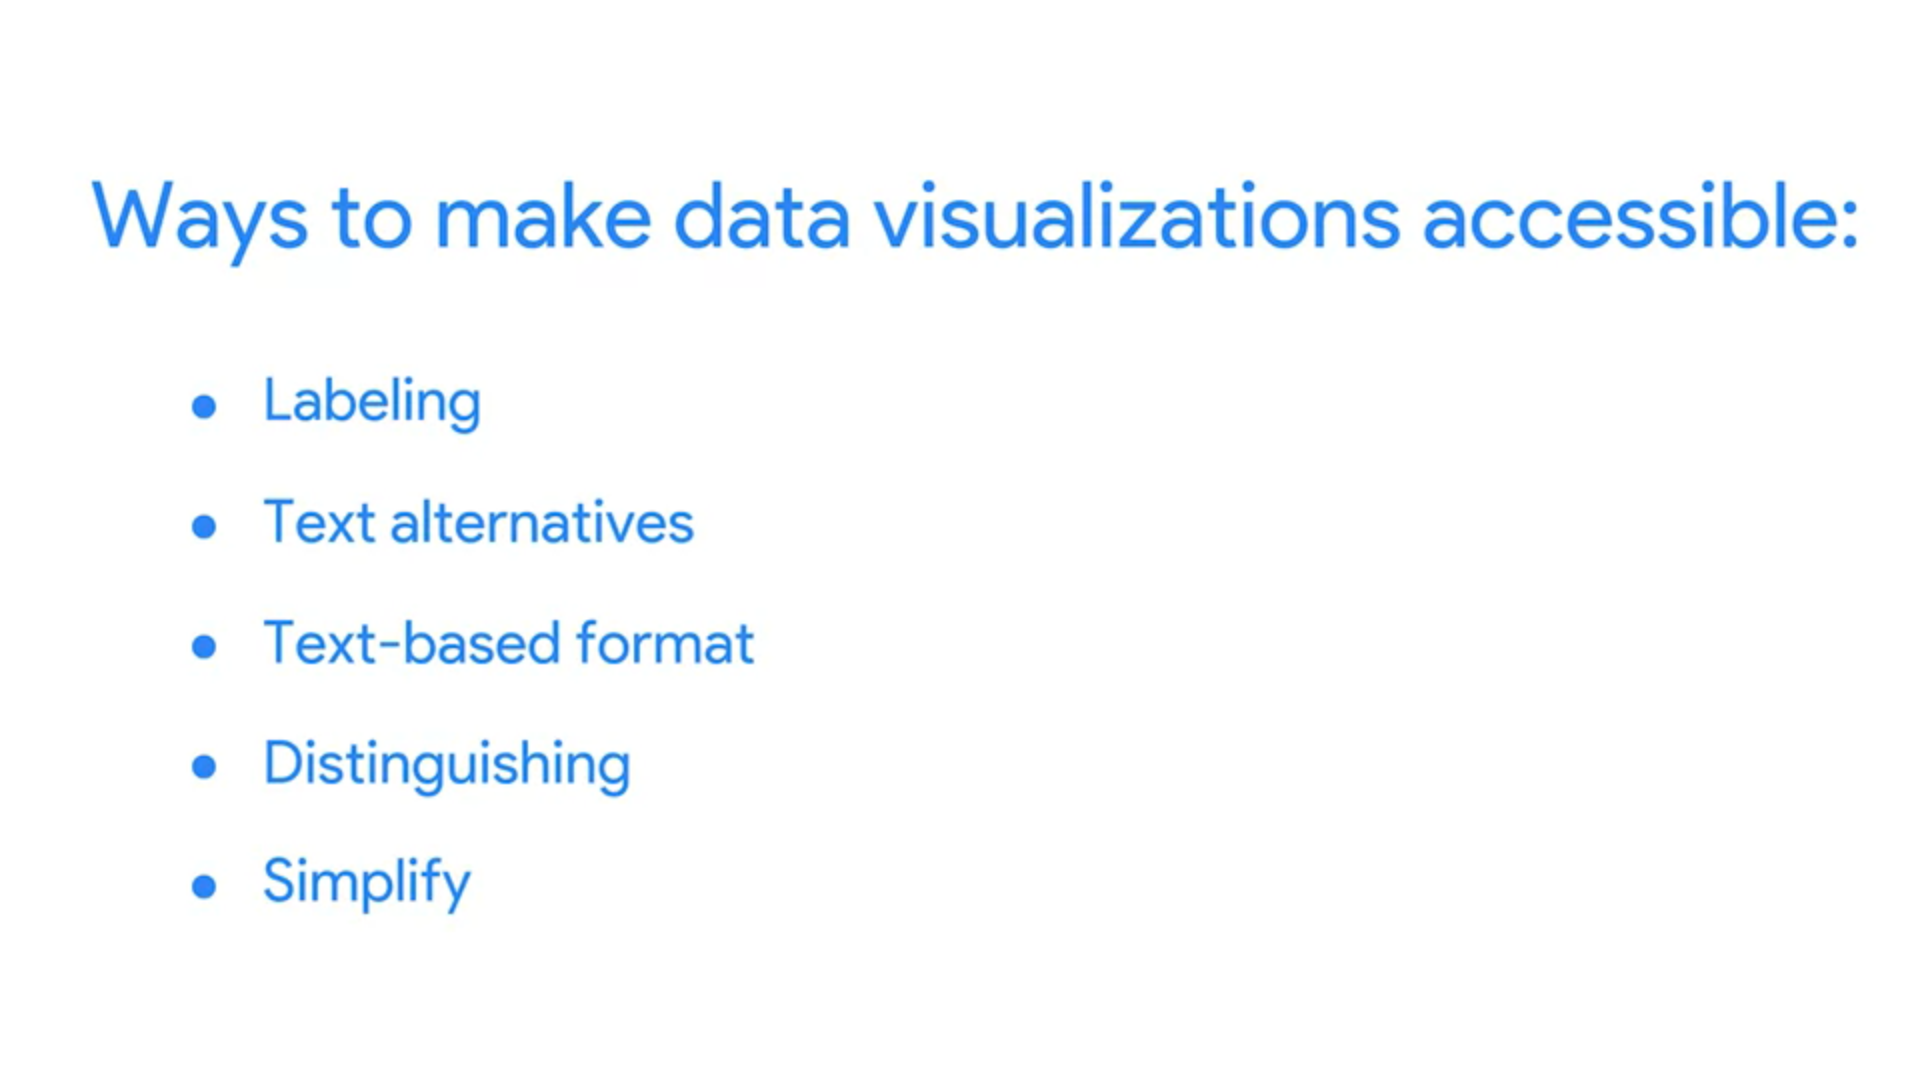 Ways to make data visualizations accessible:
● Labeling
● Text alternatives
● Text-based format
● Distinguishing
● Simplify